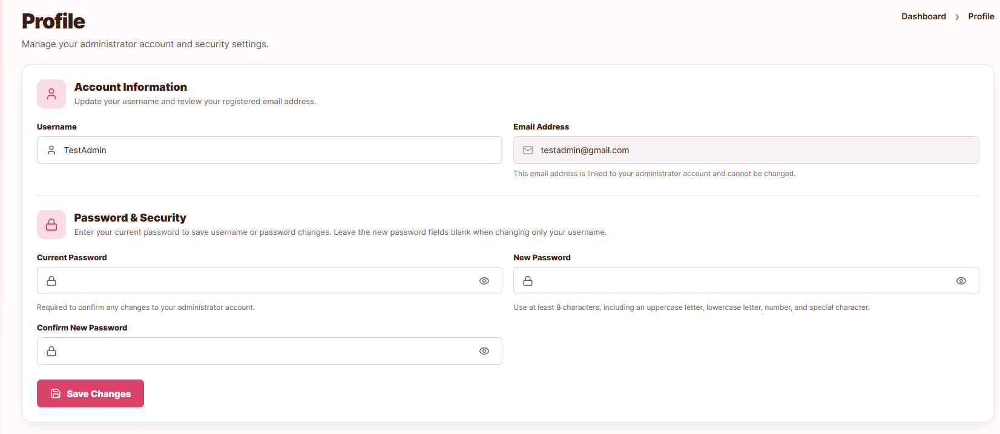 Profile
Dashboard › Profile
Manage your administrator account and security settings.
Account Information
Update your username and review your registered email address.
Username
TestAdmin
Email Address
testadmin@gmail.com
This email address is linked to your administrator account and cannot be changed.
Password & Security
Enter your current password to save username or password changes. Leave the new password fields blank when changing only your username.
Current Password
Required to confirm any changes to your administrator account.
New Password
Use at least 8 characters, including an uppercase letter, lowercase letter, number, and special character.
Confirm New Password
Save Changes